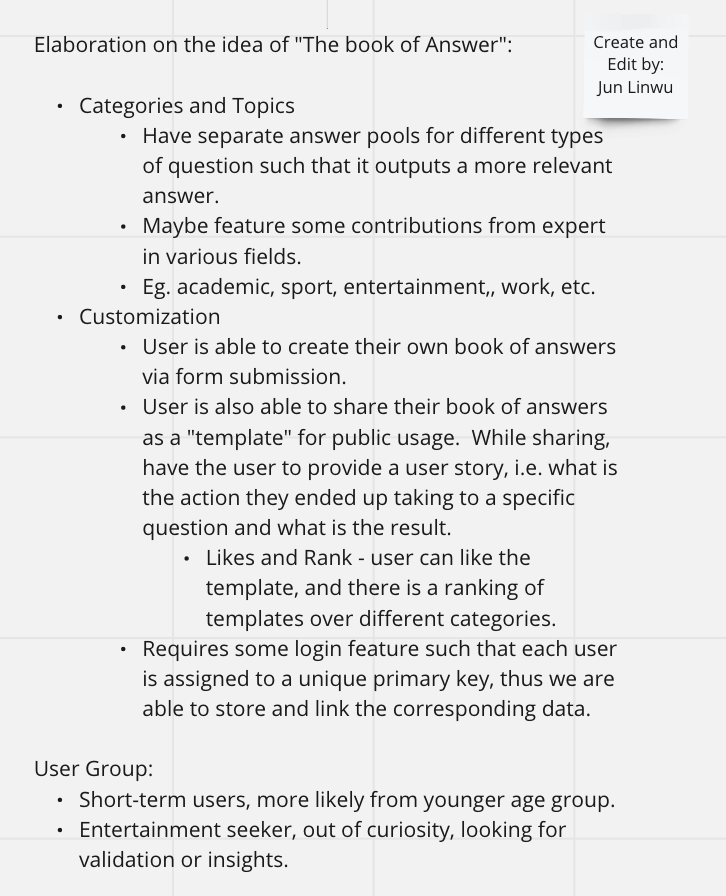 Elaboration on the idea of "The book of Answer":
Create and
Edit by:
Jun Linwu
• Categories and Topics
• Have separate answer pools for different types
of question such that it outputs a more relevant
answer.
• Maybe feature some contributions from expert
in various fields.
• Eg. academic, sport, entertainment,, work, etc.
• Customization
• User is able to create their own book of answers
via form submission.
• User is also able to share their book of answers
as a "template" for public usage.  While sharing,
have the user to provide a user story, i.e. what is
the action they ended up taking to a specific
question and what is the result.
• Likes and Rank - user can like the
template, and there is a ranking of
templates over different categories.
• Requires some login feature such that each user
is assigned to a unique primary key, thus we are
able to store and link the corresponding data.
User Group:
• Short-term users, more likely from younger age group.
• Entertainment seeker, out of curiosity, looking for
validation or insights.